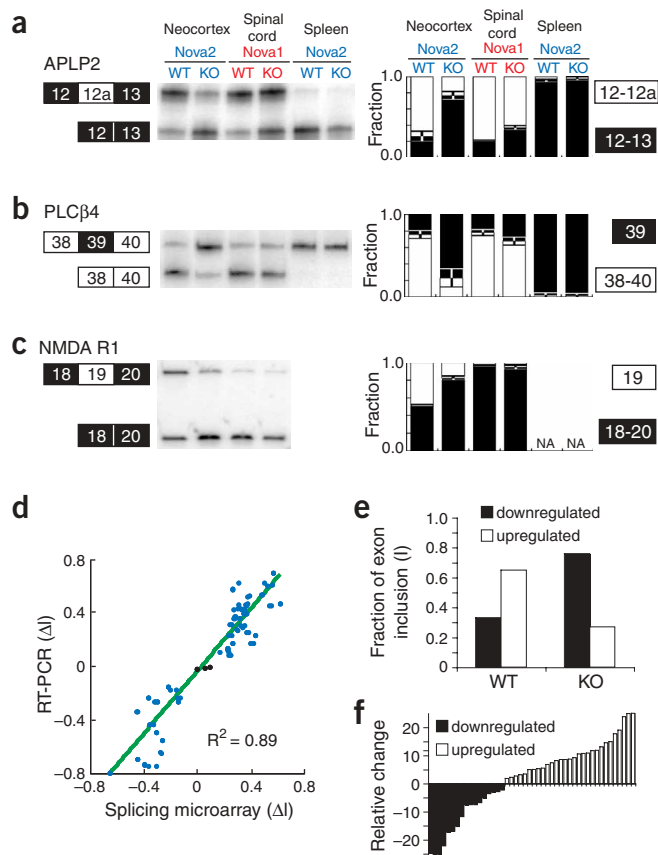 a
Neocortex Spinal cord Spleen
Nova2 Nova1 Nova2
WT KO WT KO WT KO
APLP2
12 12a 13
12 13
Neocortex Spinal cord Spleen
Nova2 Nova1 Nova2
WT KO WT KO WT KO
Fraction
1.0
0.0
12-12a
12-13
b
PLCβ4
38 39 40
38 40
Fraction
1.0
0.0
39
38-40
c
NMDA R1
18 19 20
18 20
Fraction
1.0
0.0
NA NA
19
18-20
d
RT-PCR (ΔI)
0.8
0.4
0
−0.4
−0.8
R² = 0.89
−0.8 −0.4 0 0.4 0.8
Splicing microarray (ΔI)
e
Fraction of exon
inclusion (I)
1.0
0.8
0.6
0.4
0.2
0
downregulated
upregulated
WT KO
f
Relative change
20
10
0
−10
−20
downregulated
upregulated